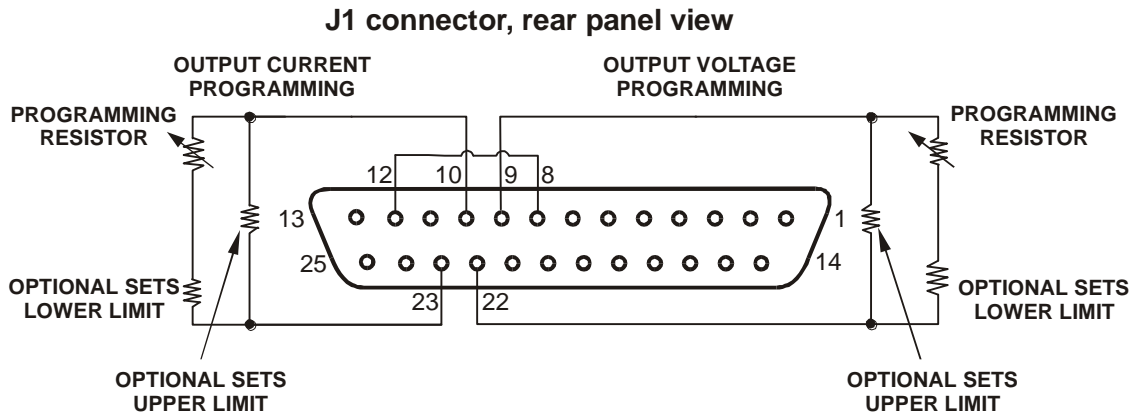 J1 connector, rear panel view
OUTPUT CURRENT
PROGRAMMING
OUTPUT VOLTAGE
PROGRAMMING
PROGRAMMING
RESISTOR
PROGRAMMING
RESISTOR
12
10
9
8
13
1
25
14
23
22
OPTIONAL SETS
LOWER LIMIT
OPTIONAL SETS
LOWER LIMIT
OPTIONAL SETS
UPPER LIMIT
OPTIONAL SETS
UPPER LIMIT